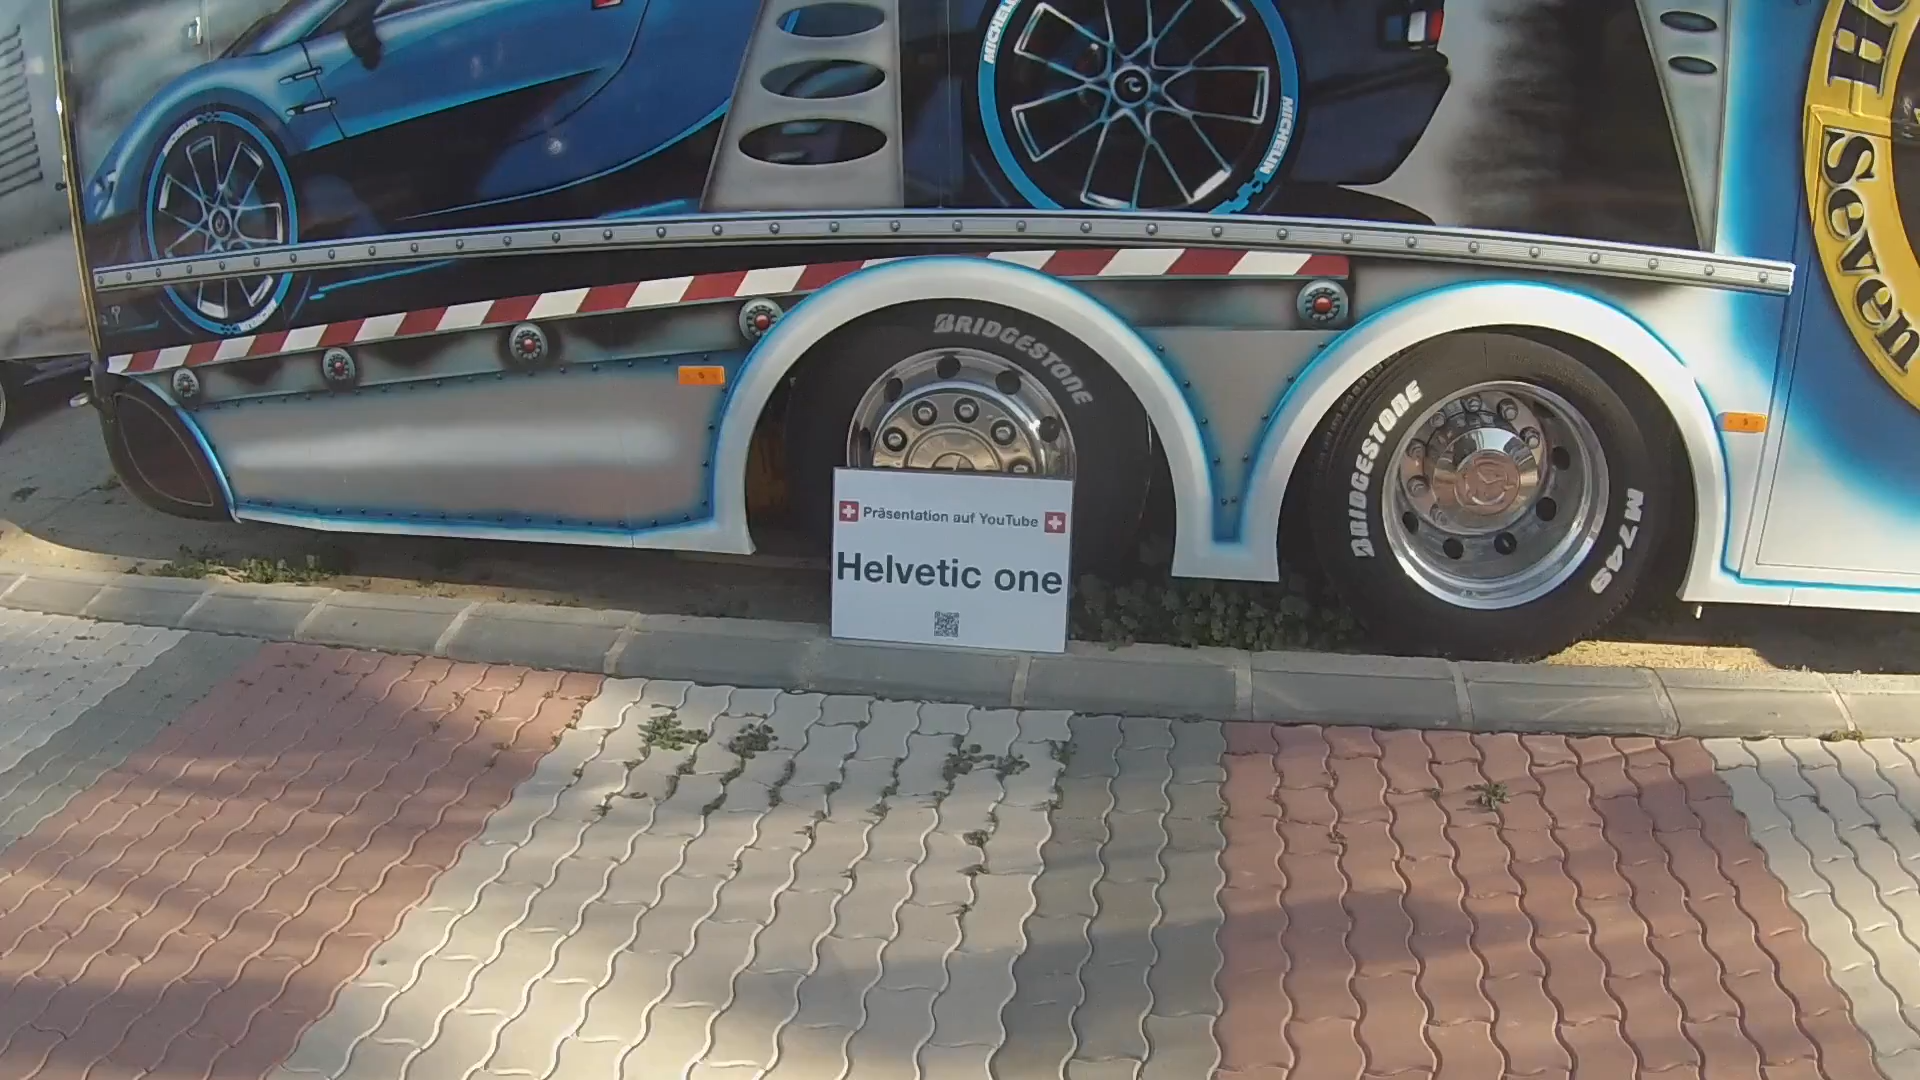 MICHELIN
MICHELIN
Seven
BRIDGESTONE
BRIDGESTONE
M749
Präsentation auf YouTube
Helvetic one